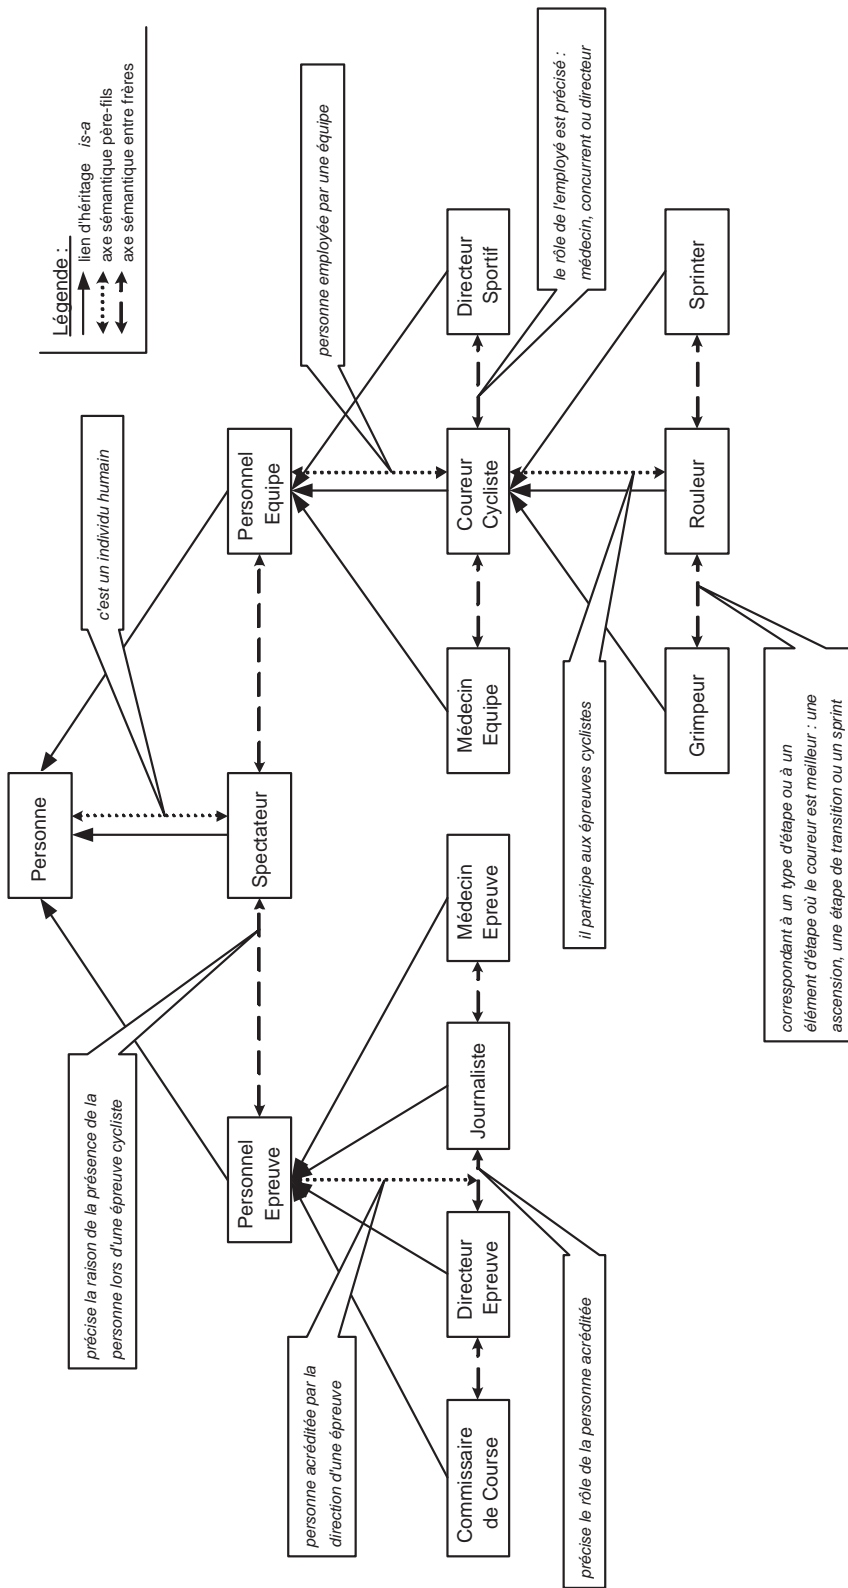 Légende :
lien d'héritage is-a
axe sémantique père-fils
axe sémantique entre frères
Personne
c'est un individu humain
précise la raison de la présence de la
personne lors d'une épreuve cycliste
Personnel
Epreuve
Spectateur
Personnel
Equipe
personne acréditée par la
direction d'une épreuve
personne employée par une équipe
Commissaire
de Course
Directeur
Epreuve
Journaliste
Médecin
Epreuve
Médecin
Equipe
Coureur
Cycliste
Directeur
Sportif
précise le rôle de la personne acréditée
il participe aux épreuves cyclistes
le rôle de l'employé est précisé :
médecin, concurrent ou directeur
Grimpeur
Rouleur
Sprinter
correspondant à un type d'étape ou à un
élément d'étape où le coureur est meilleur : une
ascension, une étape de transition ou un sprint